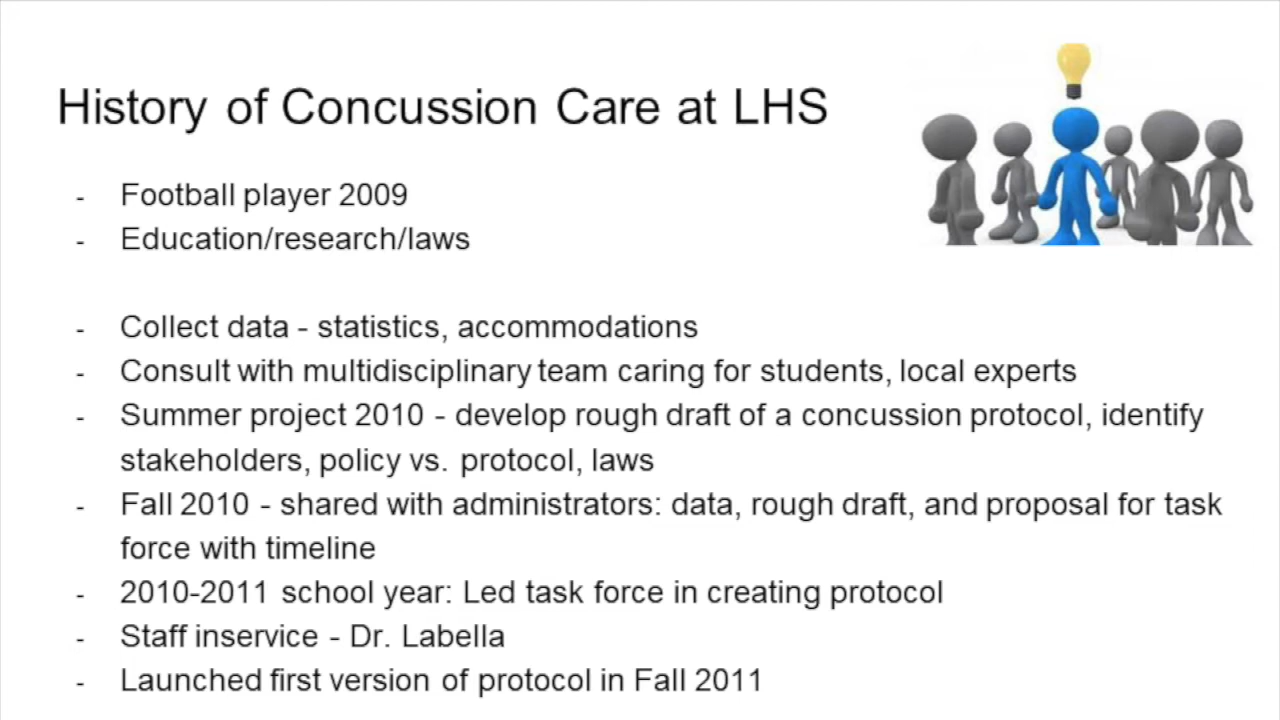 History of Concussion Care at LHS
- Football player 2009
- Education/research/laws
- Collect data - statistics, accommodations
- Consult with multidisciplinary team caring for students, local experts
- Summer project 2010 - develop rough draft of a concussion protocol, identify
stakeholders, policy vs. protocol, laws
- Fall 2010 - shared with administrators: data, rough draft, and proposal for task
force with timeline
- 2010-2011 school year: Led task force in creating protocol
- Staff inservice - Dr. Labella
- Launched first version of protocol in Fall 2011